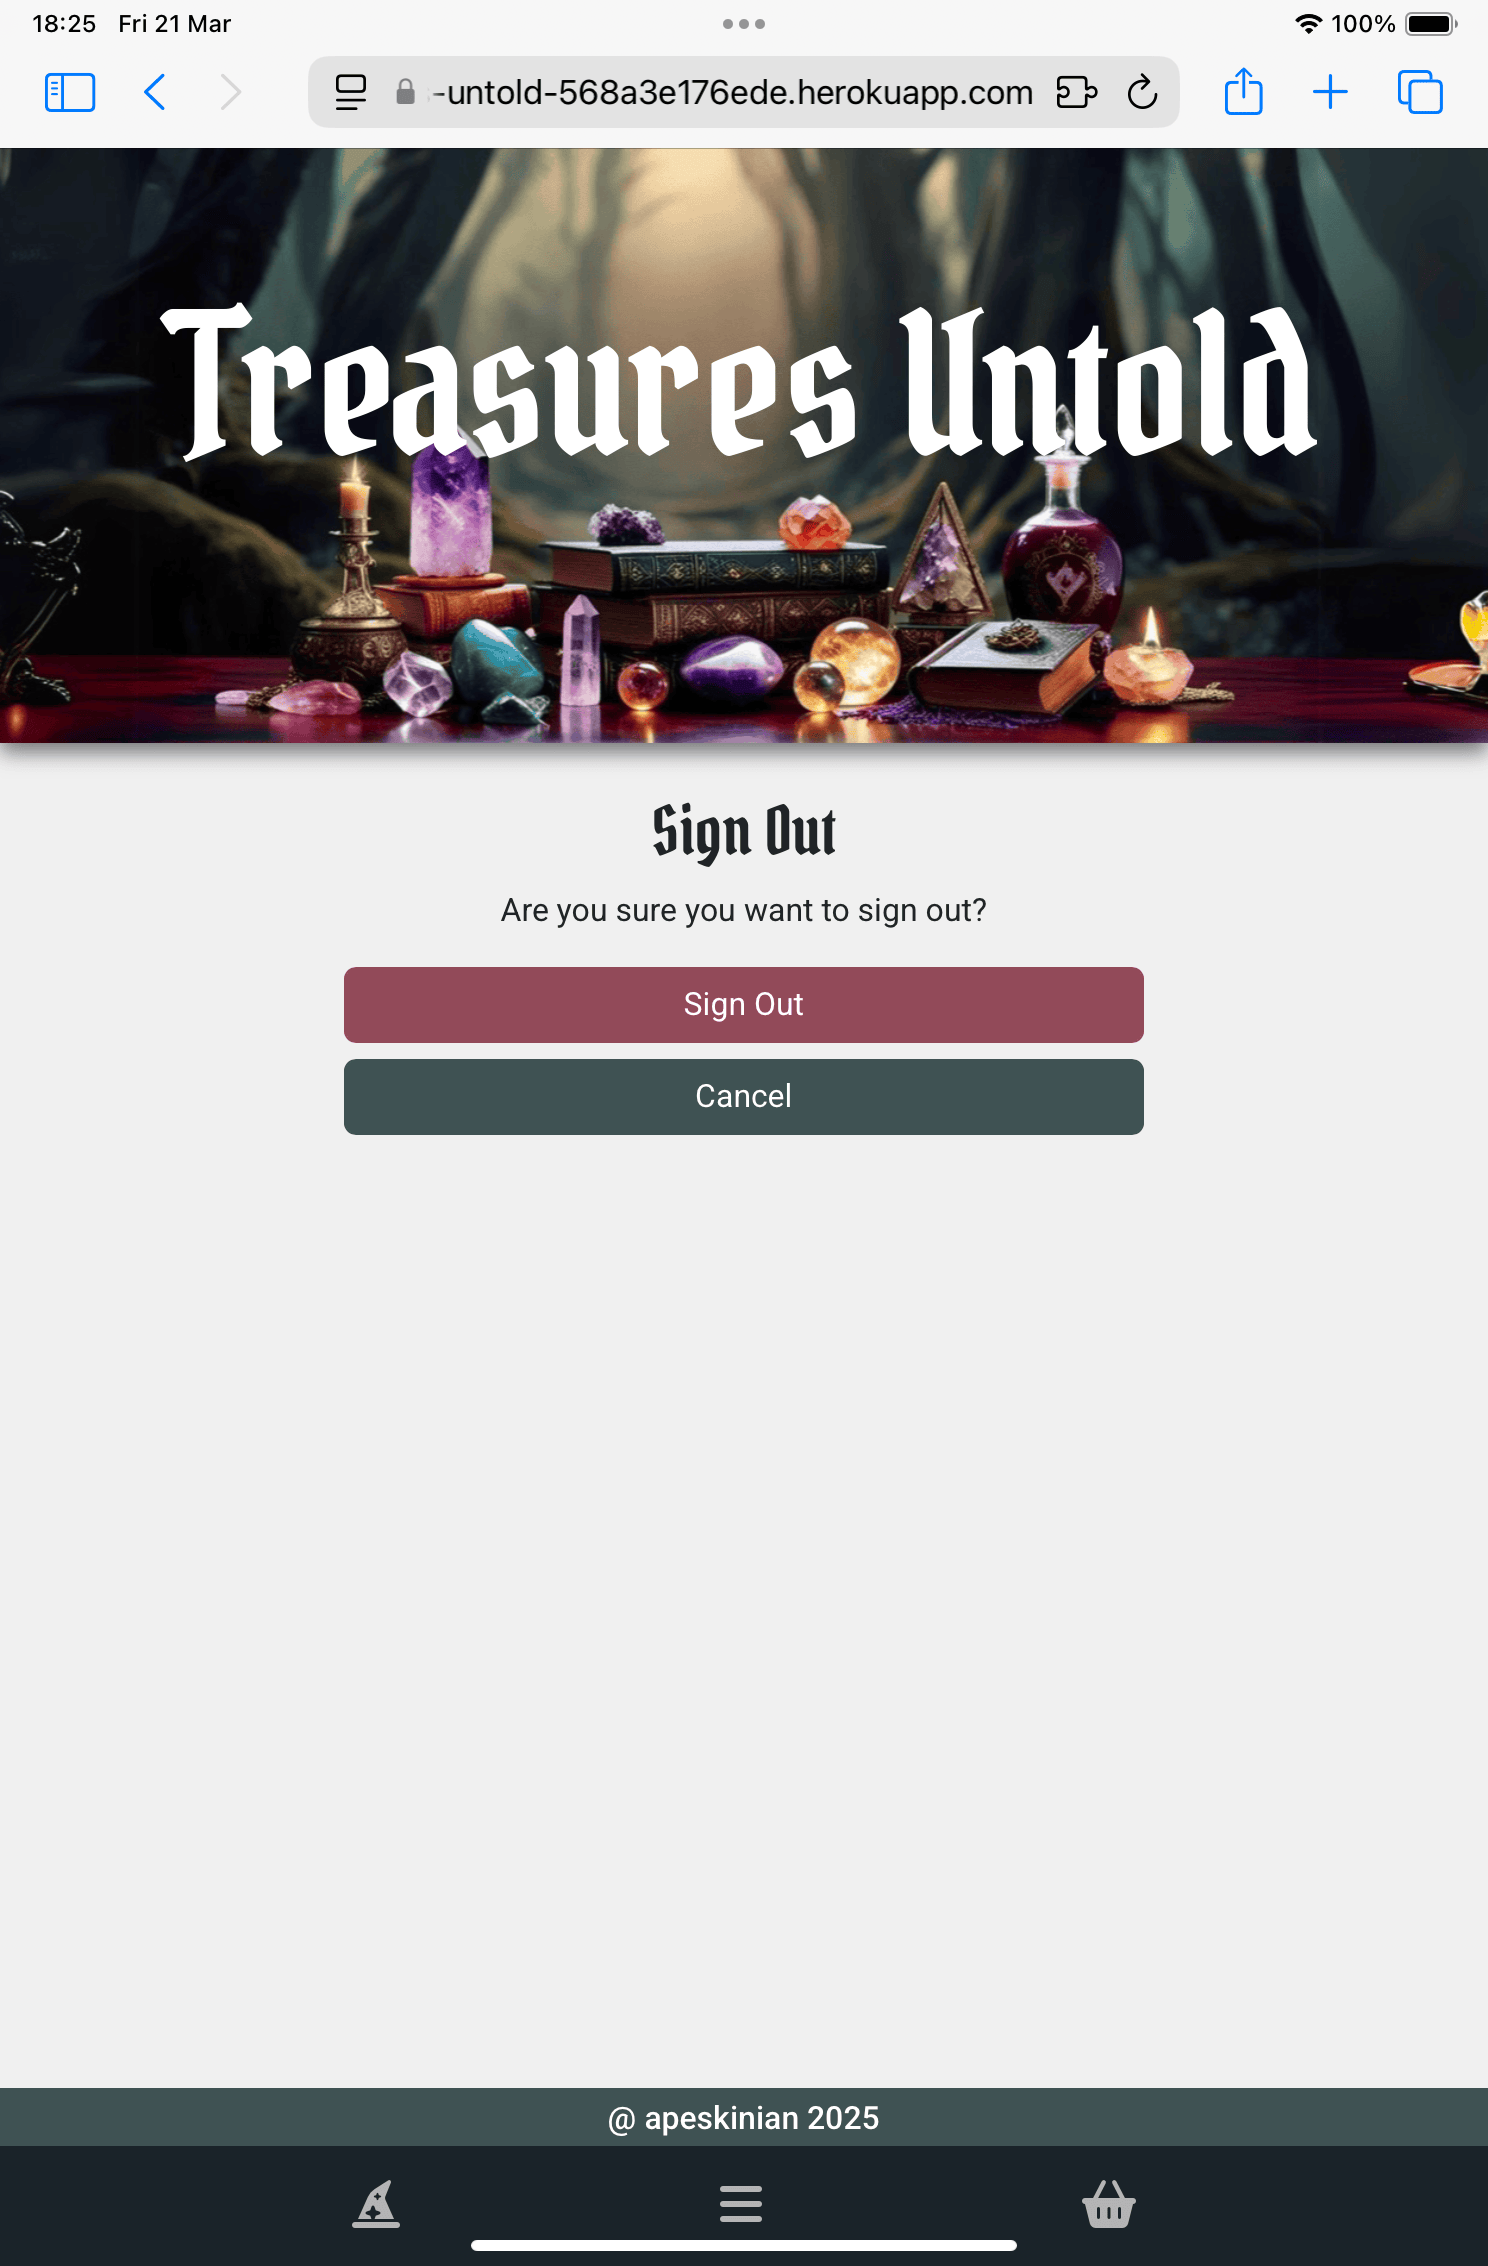 18:25 Fri 21 Mar
100%
-untold-568a3e176ede.herokuapp.com
Treasures Untold
Sign Out
Are you sure you want to sign out?
Sign Out
Cancel
@ apeskinian 2025